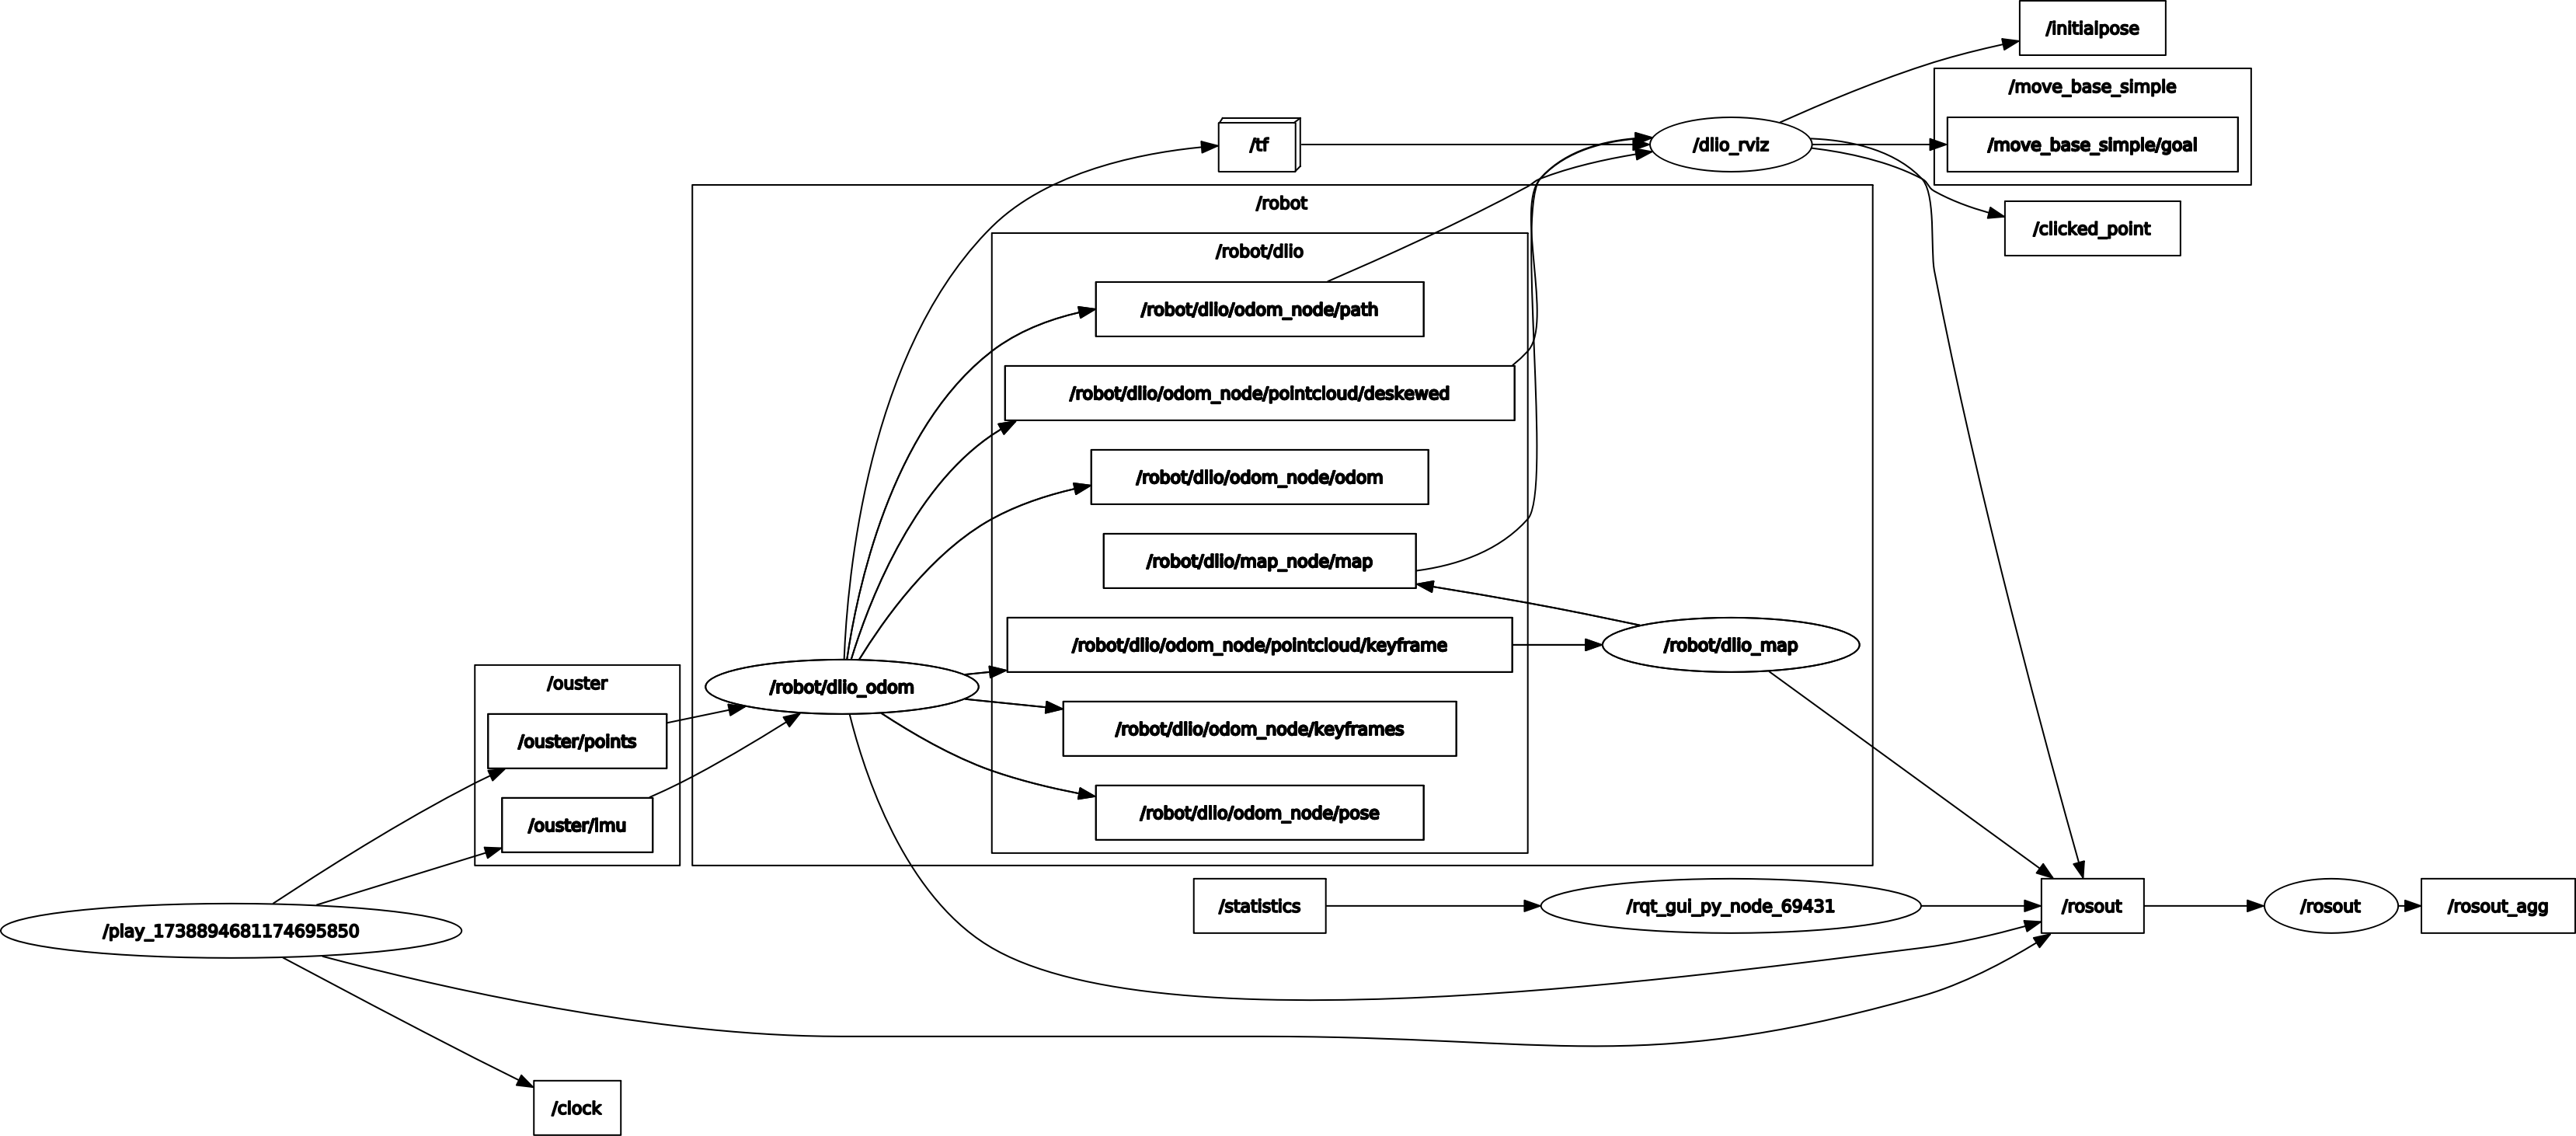 /initialpose
/move_base_simple
/tf
/dlio_rviz
/move_base_simple/goal
/robot
/clicked_point
/robot/dlio
/robot/dlio/odom_node/path
/robot/dlio/odom_node/pointcloud/deskewed
/robot/dlio/odom_node/odom
/robot/dlio/map_node/map
/robot/dlio/odom_node/pointcloud/keyframe
/robot/dlio_map
/ouster
/robot/dlio_odom
/robot/dlio/odom_node/keyframes
/ouster/points
/robot/dlio/odom_node/pose
/ouster/imu
/statistics
/rqt_gui_py_node_69431
/rosout
/rosout
/rosout_agg
/play_1738894681174695850
/clock